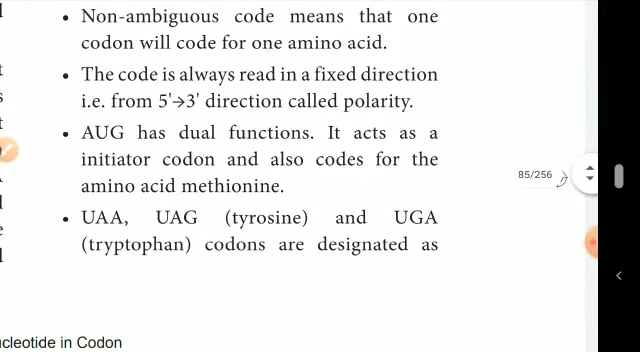 • Non-ambiguous code means that one
codon will code for one amino acid.
• The code is always read in a fixed direction
i.e. from 5'→3' direction called polarity.
• AUG has dual functions. It acts as a
initiator codon and also codes for the
amino acid methionine.
• UAA, UAG (tyrosine) and UGA
(tryptophan) codons are designated as
85/256
cleotide in Codon